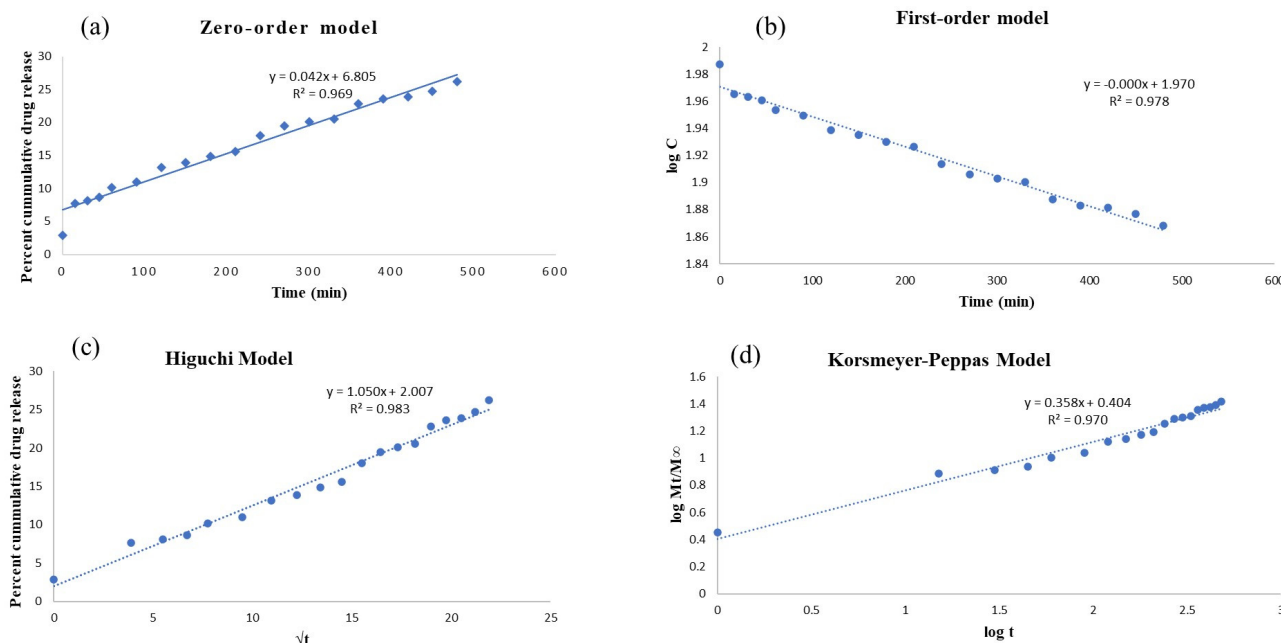 (a)
Zero-order model
Percent cummulative drug release
30
25
20
15
10
5
0
y = 0.042x + 6.805
R² = 0.969
0 100 200 300 400 500 600
Time (min)
(b)
First-order model
log C
2
1.98
1.96
1.94
1.92
1.9
1.88
1.86
1.84
y = -0.000x + 1.970
R² = 0.978
0 100 200 300 400 500 600
Time (min)
(c)
Higuchi Model
Percent cummulative drug release
30
25
20
15
10
5
0
y = 1.050x + 2.007
R² = 0.983
0 5 10 15 20 25
√t
(d)
Korsmeyer-Peppas Model
log Mt/M∞
1.6
1.4
1.2
1
0.8
0.6
0.4
0.2
0
y = 0.358x + 0.404
R² = 0.970
0 0.5 1 1.5 2 2.5 3
log t